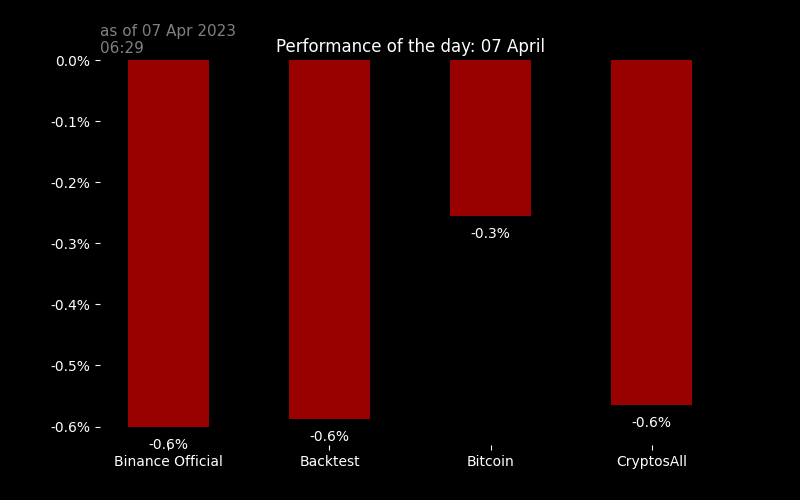 as of 07 Apr 2023
06:29
Performance of the day: 07 April
0.0%
-0.1%
-0.2%
-0.3%
-0.4%
-0.5%
-0.6%
-0.6%
-0.6%
-0.3%
-0.6%
Binance Official
Backtest
Bitcoin
CryptosAll